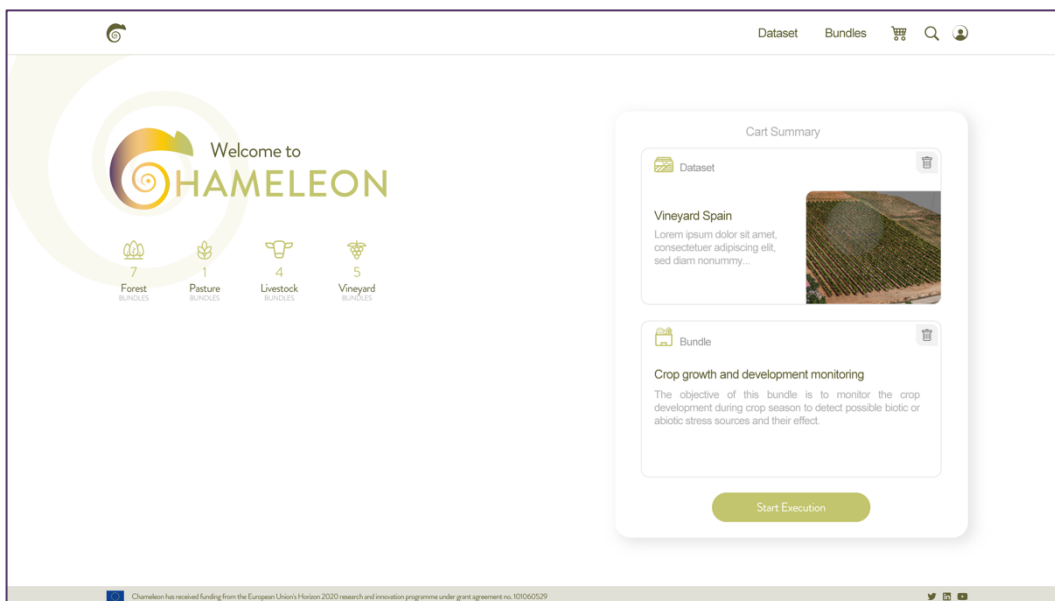 Dataset Bundles
Welcome to
CHAMELEON
7 1 4 5
Forest Pasture Livestock Vineyard
BUNDLES BUNDLES BUNDLES BUNDLES
Cart Summary
Dataset
Vineyard Spain
Lorem ipsum dolor sit amet,
consectetuer adipiscing elit,
sed diam nonummy...
Bundle
Crop growth and development monitoring
The objective of this bundle is to monitor the crop
development during crop season to detect possible biotic or
abiotic stress sources and their effect.
Start Execution
Chameleon has received funding from the European Union's Horizon 2020 research and innovation programme under grant agreement no. 101060529